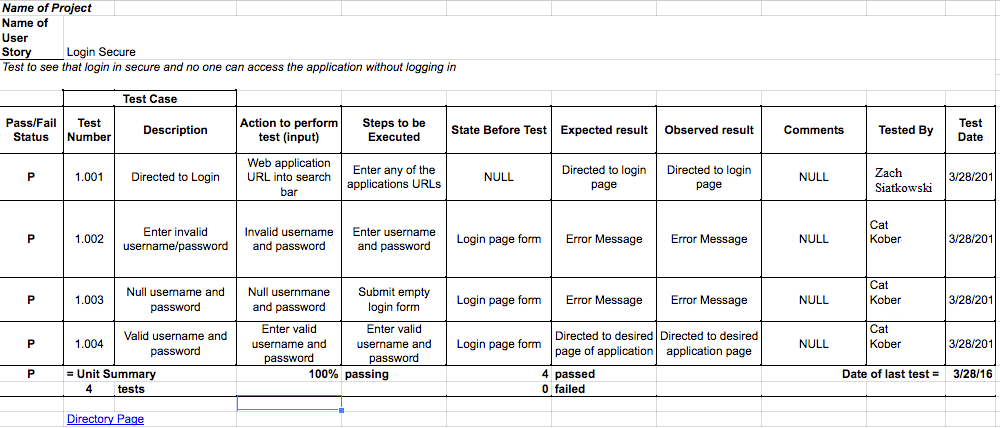 Name of Project
Name of
User
Story Login Secure
Test to see that login in secure and no one can access the application without logging in
Test Case
Pass/Fail Status Test Number Description Action to perform test (input) Steps to be Executed State Before Test Expected result Observed result Comments Tested By Test Date
P 1.001 Directed to Login Web application URL into search bar Enter any of the applications URLs NULL Directed to login page Directed to login page NULL Zach Siatkowski 3/28/201
P 1.002 Enter invalid username/password Invalid username and password Enter username and password Login page form Error Message Error Message NULL Cat Kober 3/28/201
P 1.003 Null username and password Null usernmane and password Submit empty login form Login page form Error Message Error Message NULL Cat Kober 3/28/201
P 1.004 Valid username and password Enter valid username and password Enter valid username and password Login page form Directed to desired page of application Directed to desired application page NULL Cat Kober 3/28/201
P = Unit Summary 100% passing 4 passed Date of last test = 3/28/16
4 tests 0 failed
Directory Page